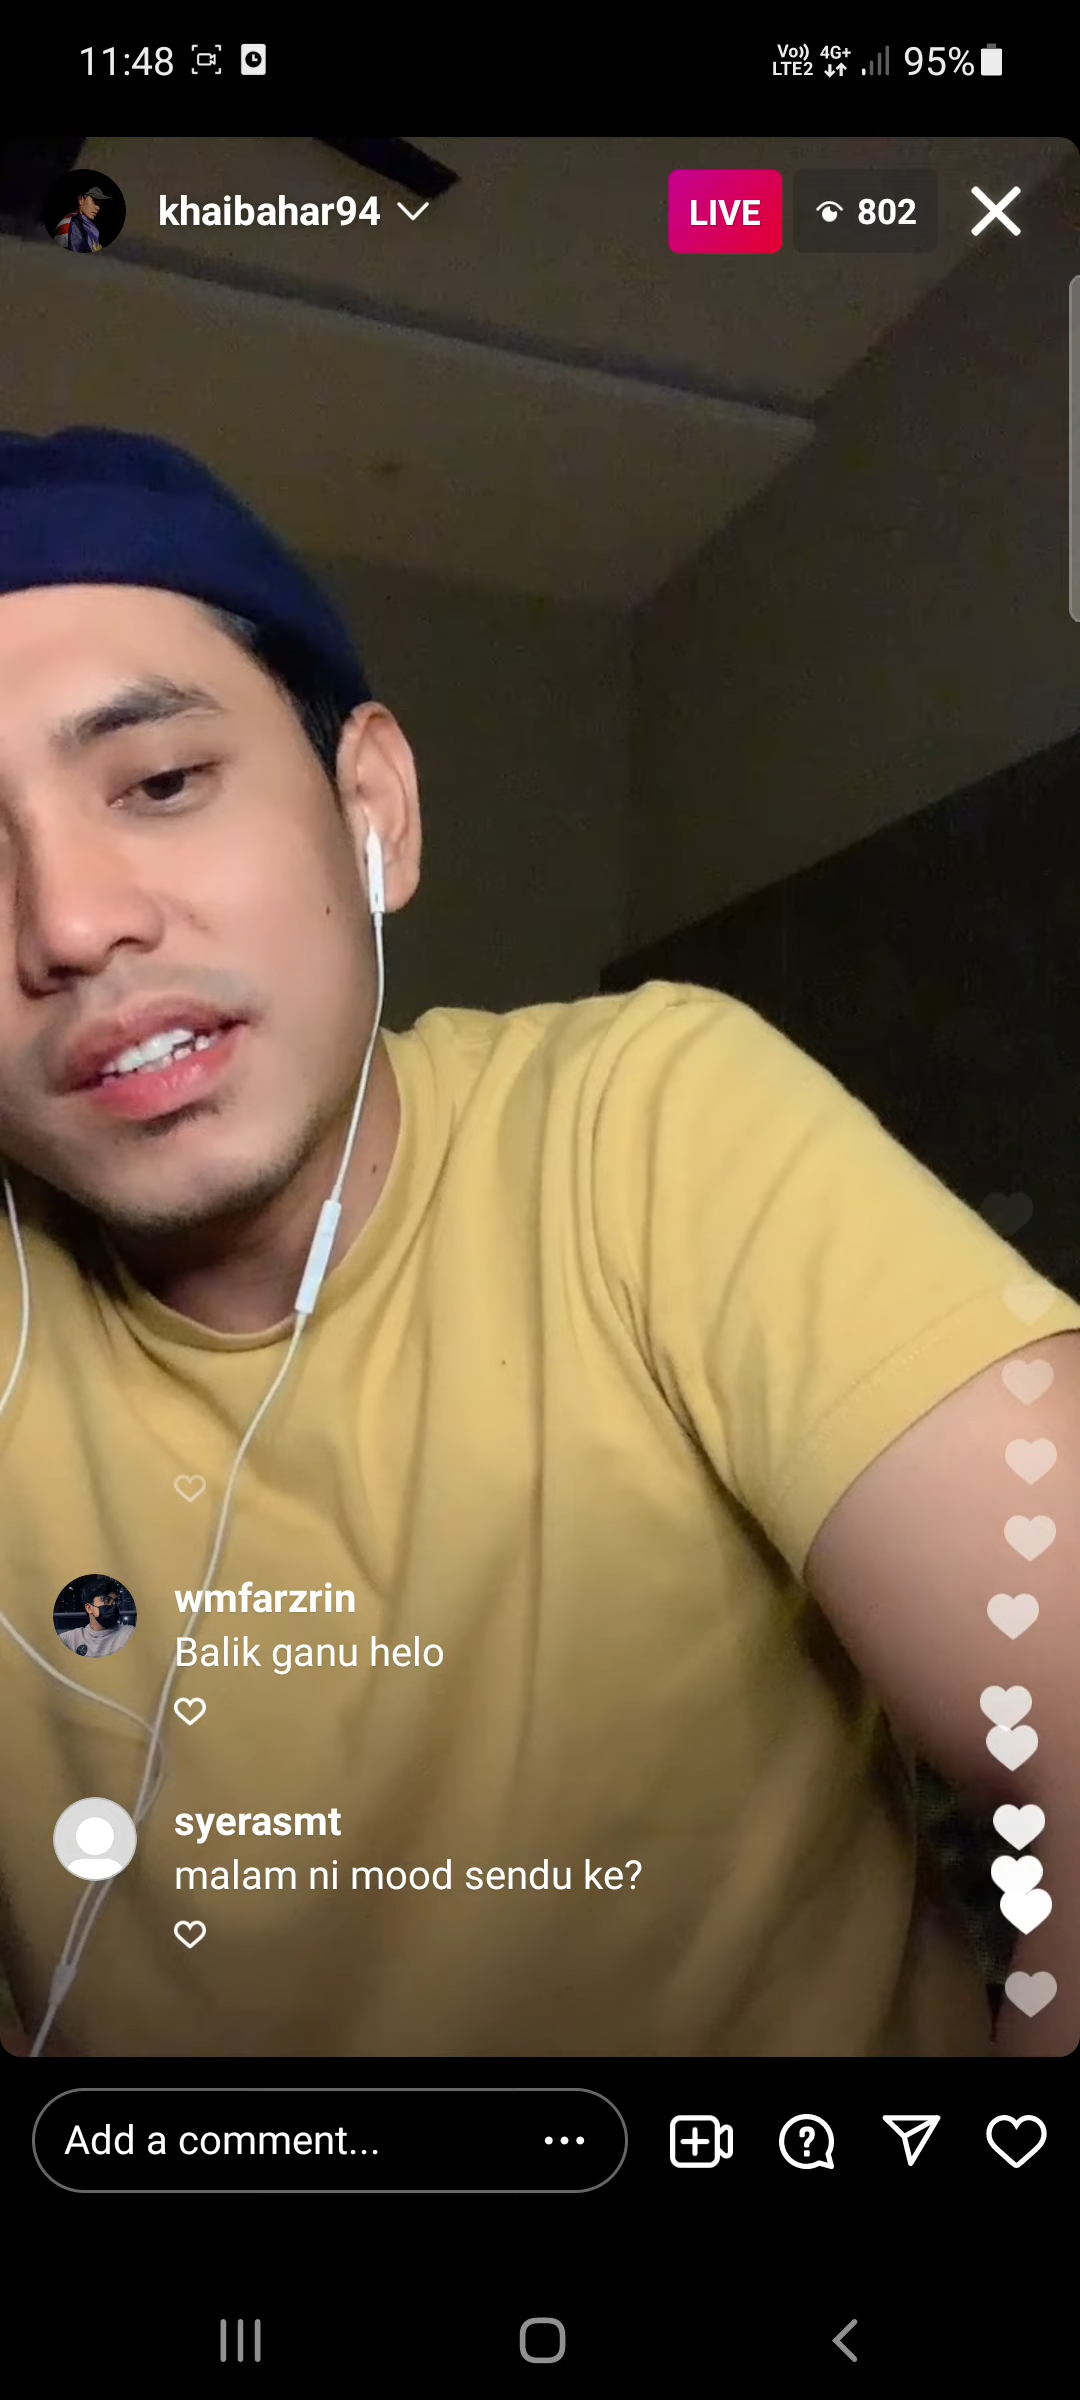 11:48
Vo)) LTE2 4G+ 95%
khaibahar94
LIVE
802
wmfarzrin
Balik ganu helo
syerasmt
malam ni mood sendu ke?
Add a comment...